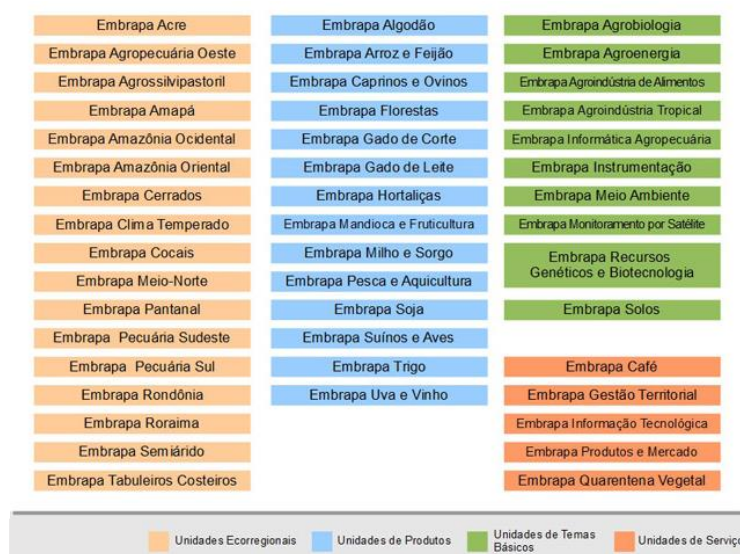 Embrapa Acre
Embrapa Agropecuária Oeste
Embrapa Agrossilvipastoril
Embrapa Amapá
Embrapa Amazônia Ocidental
Embrapa Amazônia Oriental
Embrapa Cerrados
Embrapa Clima Temperado
Embrapa Cocais
Embrapa Meio-Norte
Embrapa Pantanal
Embrapa Pecuária Sudeste
Embrapa Pecuária Sul
Embrapa Rondônia
Embrapa Roraima
Embrapa Semiárido
Embrapa Tabuleiros Costeiros
Embrapa Algodão
Embrapa Arroz e Feijão
Embrapa Caprinos e Ovinos
Embrapa Florestas
Embrapa Gado de Corte
Embrapa Gado de Leite
Embrapa Hortaliças
Embrapa Mandioca e Fruticultura
Embrapa Milho e Sorgo
Embrapa Pesca e Aquicultura
Embrapa Soja
Embrapa Suínos e Aves
Embrapa Trigo
Embrapa Uva e Vinho
Embrapa Agrobiologia
Embrapa Agroenergia
Embrapa Agroindústria de Alimentos
Embrapa Agroindústria Tropical
Embrapa Informática Agropecuária
Embrapa Instrumentação
Embrapa Meio Ambiente
Embrapa Monitoramento por Satélite
Embrapa Recursos
Genéticos e Biotecnologia
Embrapa Solos
Embrapa Café
Embrapa Gestão Territorial
Embrapa Informação Tecnológica
Embrapa Produtos e Mercado
Embrapa Quarentena Vegetal
Unidades Ecorregionais
Unidades de Produtos
Unidades de Temas
Básicos
Unidades de Serviço